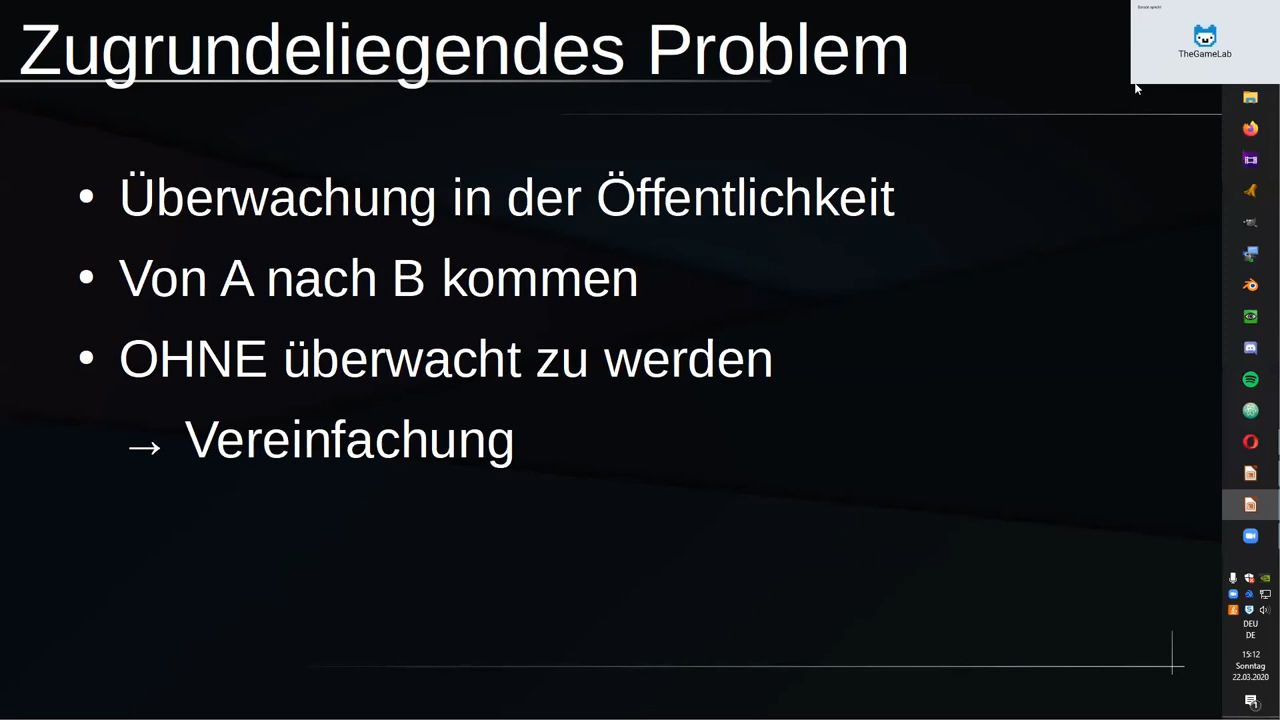 Zugrundeliegendes Problem
TheGameLab
• Überwachung in der Öffentlichkeit
• Von A nach B kommen
• OHNE überwacht zu werden
→ Vereinfachung
DEU
DE
15:12
Sonntag
22.03.2020
1